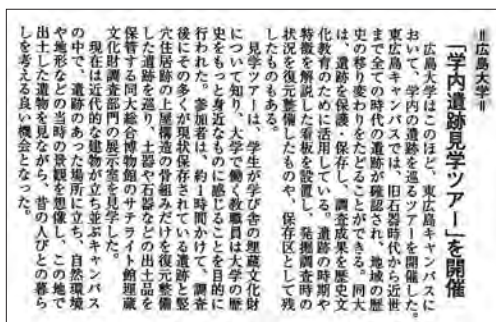 ＝広島大学＝
「学内遺跡見学ツアー」を開催
広島大学はこのほど、東広島キャンパスに
おいて、学内の遺跡を巡るツアーを開催した。
東広島キャンパスでは、旧石器時代から近世
まで全ての時代の遺跡が確認され、地域の歴
史の移り変わりをたどることができる。同大
は、遺跡を保護・保存し、調査成果を歴史文
化教育のために活用している。遺跡の時期や
特徴を解説した看板を設置し、発掘調査時の
状況を復元整備したものや、保存区として残
したものもある。
見学ツアーは、学生が学び舎の埋蔵文化財
について知り、大学で働く教職員は大学の歴
史をもっと身近なものに感じることを目的に
行われた。参加者は、約１時間かけて、調査
後にその多くが現状保存されている遺跡と竪
穴住居跡の上屋構造の骨組みだけを復元整備
した遺跡を巡り、土器や石器などの出土品を
保管する同大総合博物館のサテライト館埋蔵
文化財調査部門の展示室を見学した。
現在は近代的な建物が立ち並ぶキャンパス
の中で、遺跡のあった場所に立ち、自然環境
や地形などの当時の景観を想像し、この地で
出土した遺物を見ながら、昔の人びとの暮ら
しを考える良い機会となった。